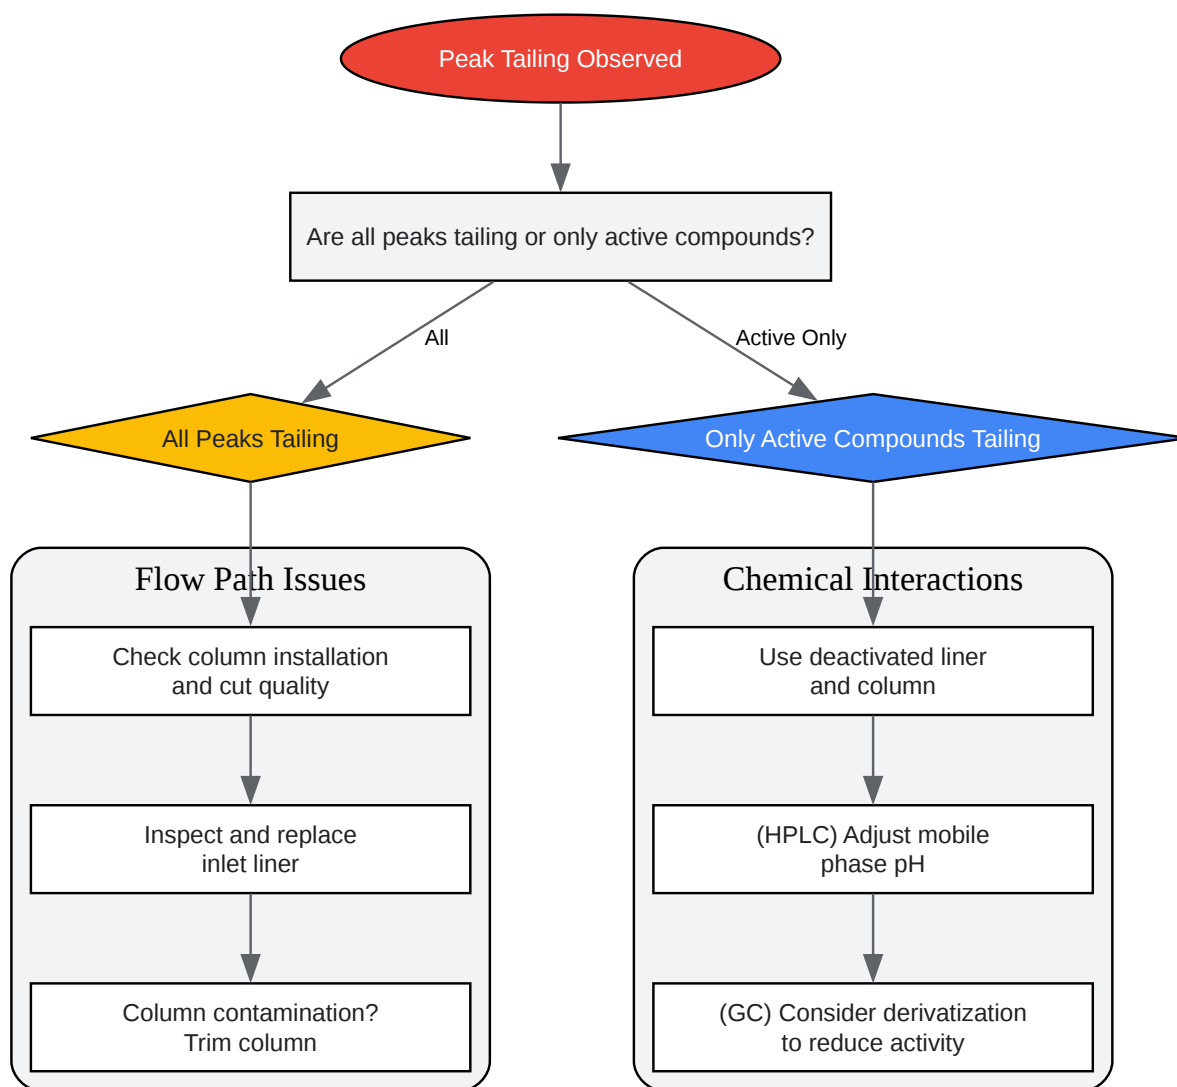 Peak Tailing Observed
Are all peaks tailing or only active compounds?
All
Active Only
All Peaks Tailing
Only Active Compounds Tailing
Flow Path Issues
Check column installation
and cut quality
Inspect and replace
inlet liner
Column contamination?
Trim column
Chemical Interactions
Use deactivated liner
and column
(HPLC) Adjust mobile
phase pH
(GC) Consider derivatization
to reduce activity